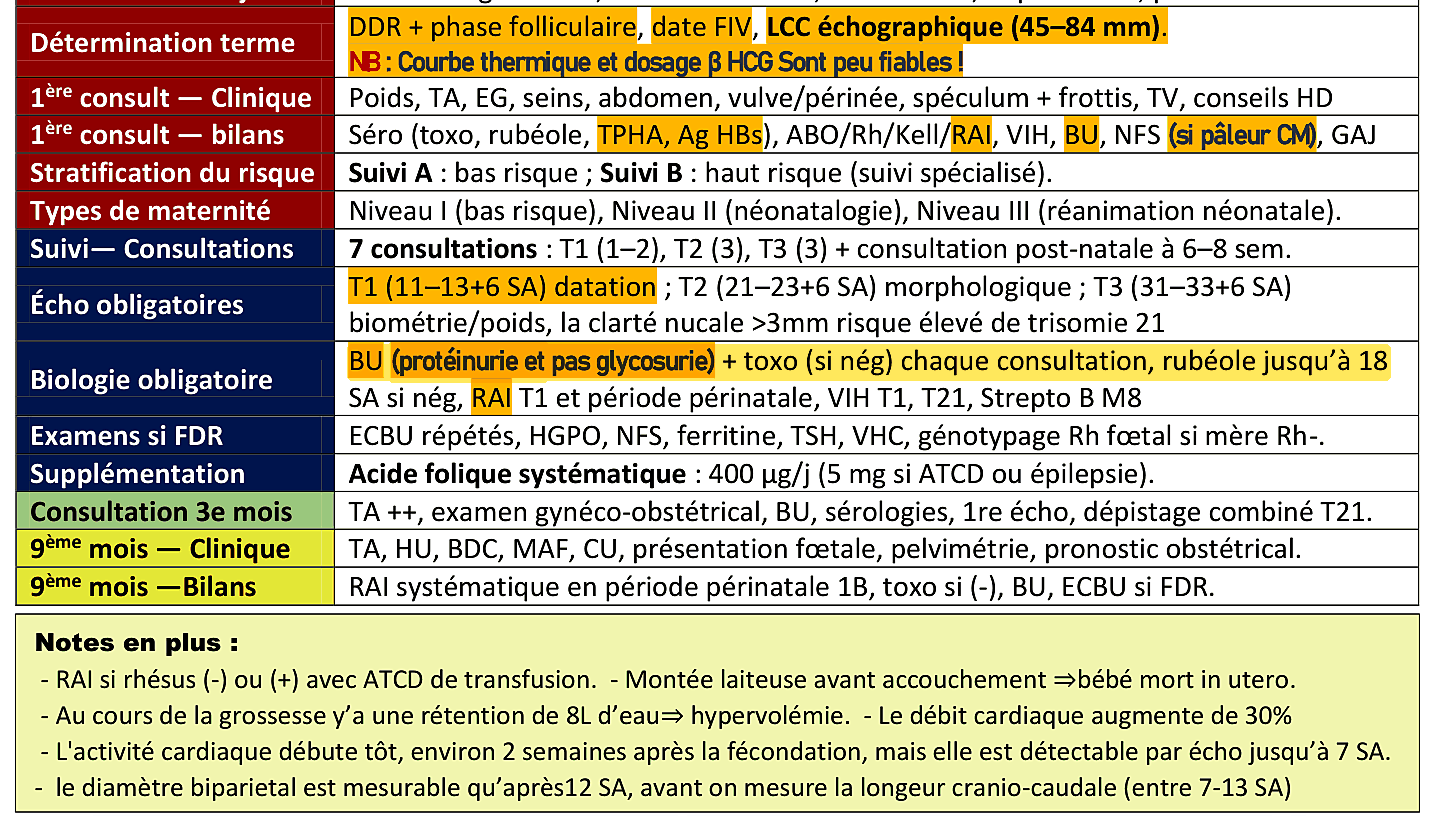 Détermination terme
DDR + phase folliculaire, date FIV, LCC échographique (45–84 mm).
NB : Courbe thermique et dosage β HCG Sont peu fiables !
1ère consult — Clinique
Poids, TA, EG, seins, abdomen, vulve/périnée, spéculum + frottis, TV, conseils HD
1ère consult — bilans
Séro (toxo, rubéole, TPHA, Ag HBs), ABO/Rh/Kell/RAI, VIH, BU, NFS (si pâleur CM), GAJ
Stratification du risque
Suivi A : bas risque ; Suivi B : haut risque (suivi spécialisé).
Types de maternité
Niveau I (bas risque), Niveau II (néonatalogie), Niveau III (réanimation néonatale).
Suivi— Consultations
7 consultations : T1 (1–2), T2 (3), T3 (3) + consultation post-natale à 6–8 sem.
Écho obligatoires
T1 (11–13+6 SA) datation ; T2 (21–23+6 SA) morphologique ; T3 (31–33+6 SA)
biométrie/poids, la clarté nucale >3mm risque élevé de trisomie 21
Biologie obligatoire
BU (protéinurie et pas glycosurie) + toxo (si nég) chaque consultation, rubéole jusqu’à 18
SA si nég, RAI T1 et période périnatale, VIH T1, T21, Strepto B M8
Examens si FDR
ECBU répétés, HGPO, NFS, ferritine, TSH, VHC, génotypage Rh fœtal si mère Rh-.
Supplémentation
Acide folique systématique : 400 µg/j (5 mg si ATCD ou épilepsie).
Consultation 3e mois
TA ++, examen gynéco-obstétrical, BU, sérologies, 1re écho, dépistage combiné T21.
9ème mois — Clinique
TA, HU, BDC, MAF, CU, présentation fœtale, pelvimétrie, pronostic obstétrical.
9ème mois —Bilans
RAI systématique en période périnatale 1B, toxo si (-), BU, ECBU si FDR.
Notes en plus :
- RAI si rhésus (-) ou (+) avec ATCD de transfusion. - Montée laiteuse avant accouchement ⇒bébé mort in utero.
- Au cours de la grossesse y’a une rétention de 8L d’eau⇒ hypervolémie. - Le débit cardiaque augmente de 30%
- L'activité cardiaque débute tôt, environ 2 semaines après la fécondation, mais elle est détectable par écho jusqu’à 7 SA.
- le diamètre biparietal est mesurable qu’après12 SA, avant on mesure la longeur cranio-caudale (entre 7-13 SA)